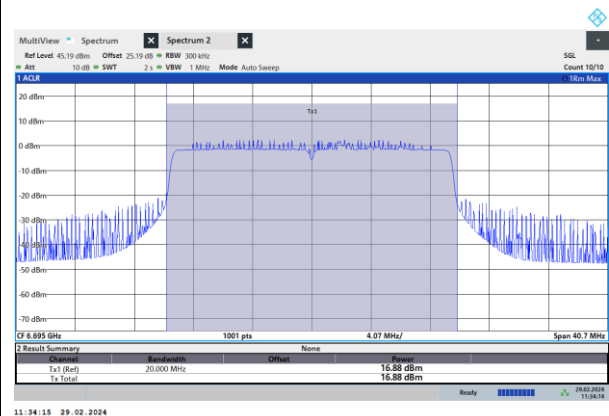 MultiView Spectrum X Spectrum 2 X
Ref Level 45.19 dBm Offset 25.19 dB RBW 300 kHz SGL
Att 10 dB SWT 2 s VBW 1 MHz Mode Auto Sweep Count 10/10
1 ACLR 1Rm Max
20 dBm
Tx1
10 dBm
0 dBm
-10 dBm
-20 dBm
-30 dBm
-40 dBm
-50 dBm
-60 dBm
-70 dBm
CF 6.695 GHz 1001 pts 4.07 MHz/ Span 40.7 MHz
2 Result Summary None
Channel Bandwidth Offset Power
Tx1 (Ref) 20.000 MHz 16.88 dBm
Tx Total 16.88 dBm
Ready 29.02.2024
11:34:14
11:34:15 29.02.2024